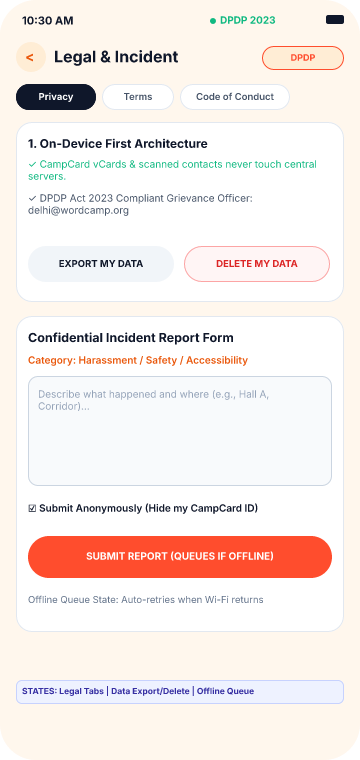 10:30 AM
● DPDP 2023
< Legal & Incident
DPDP
Privacy
Terms
Code of Conduct
1. On-Device First Architecture
✓ CampCard vCards & scanned contacts never touch central
servers.
✓ DPDP Act 2023 Compliant Grievance Officer:
delhi@wordcamp.org
EXPORT MY DATA
DELETE MY DATA
Confidential Incident Report Form
Category: Harassment / Safety / Accessibility
Describe what happened and where (e.g., Hall A,
Corridor)...
☑ Submit Anonymously (Hide my CampCard ID)
SUBMIT REPORT (QUEUES IF OFFLINE)
Offline Queue State: Auto-retries when Wi-Fi returns
STATES: Legal Tabs | Data Export/Delete | Offline Queue